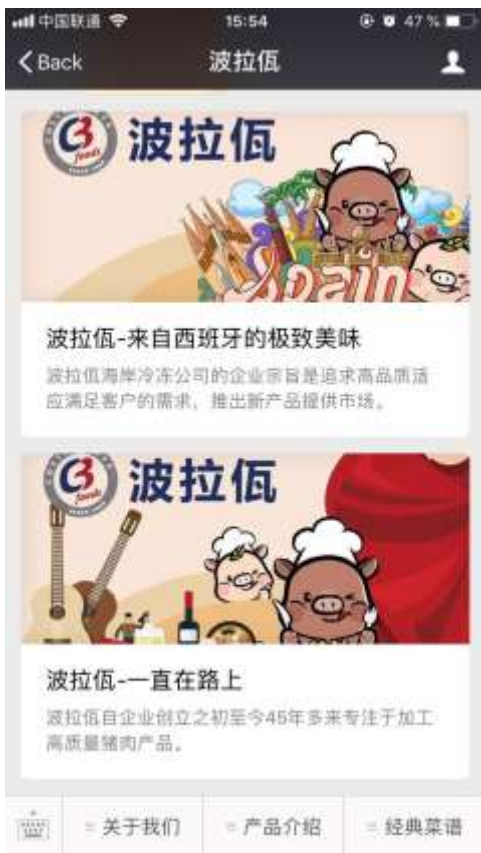 中国联通 15:54 47%
Back 波拉佤 
波拉佤
Spain
波拉佤-来自西班牙的极致美味
波拉佤海岸冷冻公司的企业宗旨是追求高品质适
应满足客户的需求，推出新产品提供市场。
波拉佤
波拉佤-一直在路上
波拉佤自企业创立之初至今45年多来专注于加工
高质量猪肉产品。
关于我们 产品介绍 经典菜谱